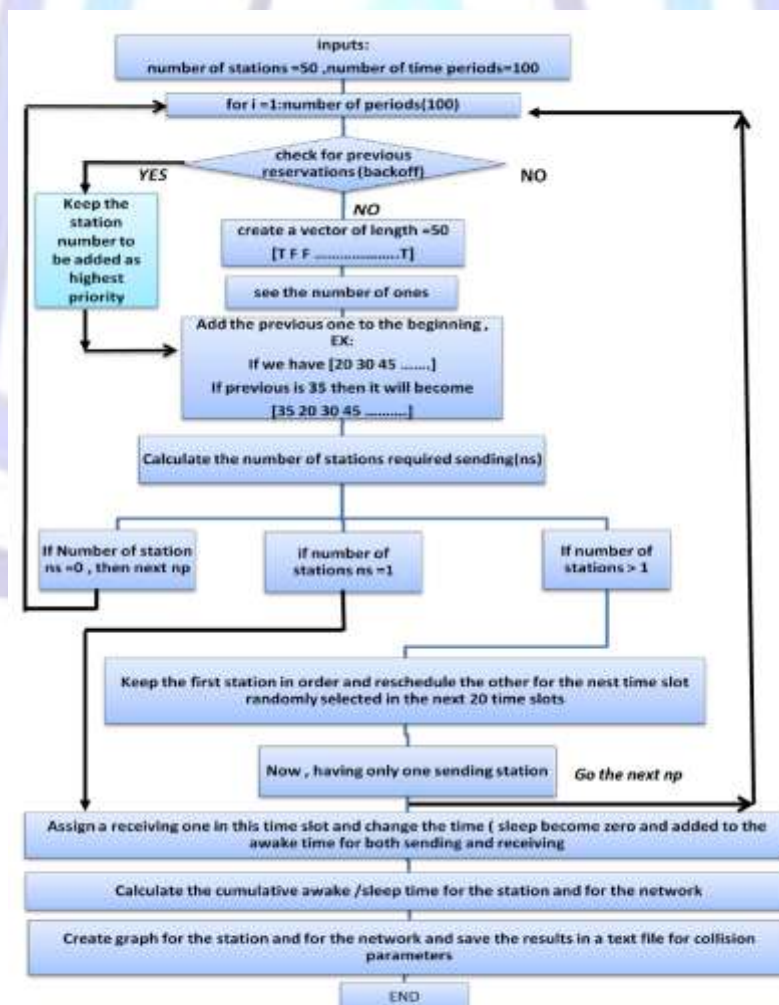 inputs:
number of stations =50 ,number of time periods=100
for i =1:number of periods(100)
check for previous
reservations(backoff)
YES
NO
NO
Keep the
station
number to
be added as
highest
priority
create a vector of length =50
[T F F ......................T]
see the number of ones
Add the previous one to the beginning ,
EX:
If we have [20 30 45 .......]
If previous is 35 then it will become
[35 20 30 45 ..........]
Calculate the number of stations required sending(ns)
If Number of station
ns =0 , then next np
if number of
stations ns =1
If number of
stations > 1
Keep the first station in order and reschedule the other for the nest time slot
randomly selected in the next 20 time slots
Now , having only one sending station
Go the next np
Assign a receiving one in this time slot and change the time ( sleep become zero and added to the
awake time for both sending and receiving
Calculate the cumulative awake /sleep time for the station and for the network
Create graph for the station and for the network and save the results in a text file for collision
parameters
END